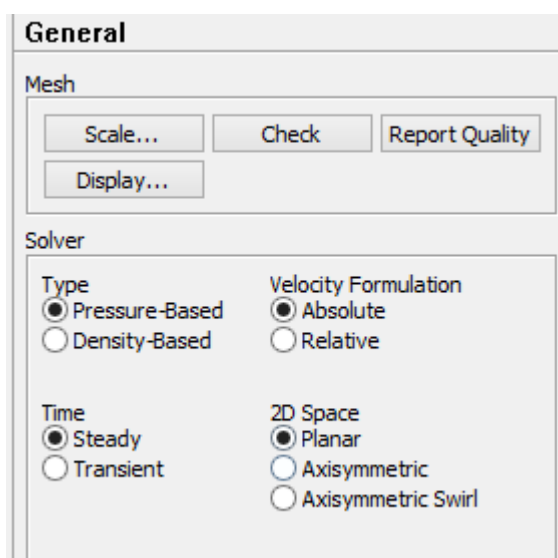 General
Mesh
Scale... Check Report Quality
Display...
Solver
Type Velocity Formulation
Pressure-Based Absolute
Density-Based Relative
Time 2D Space
Steady Planar
Transient Axisymmetric
Axisymmetric Swirl